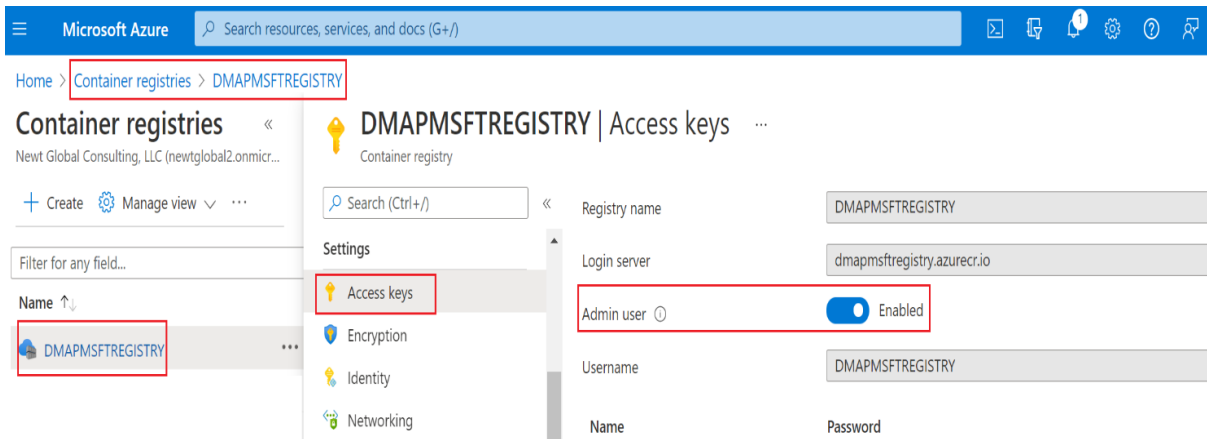 Microsoft Azure
Search resources, services, and docs (G+/)
1
Home > Container registries > DMAPMSFTREGISTRY
Container registries «
Newt Global Consulting, LLC (newtglobal2.onmicr...
+ Create Manage view ...
Filter for any field...
Name ↑↓
DMAPMSFTREGISTRY ...
DMAPMSFTREGISTRY | Access keys ...
Container registry
Search (Ctrl+/) «
Settings
Access keys
Encryption
Identity
Networking
Registry name DMAPMSFTREGISTRY
Login server dmapmsftregistry.azurecr.io
Admin user Enabled
Username DMAPMSFTREGISTRY
Name Password